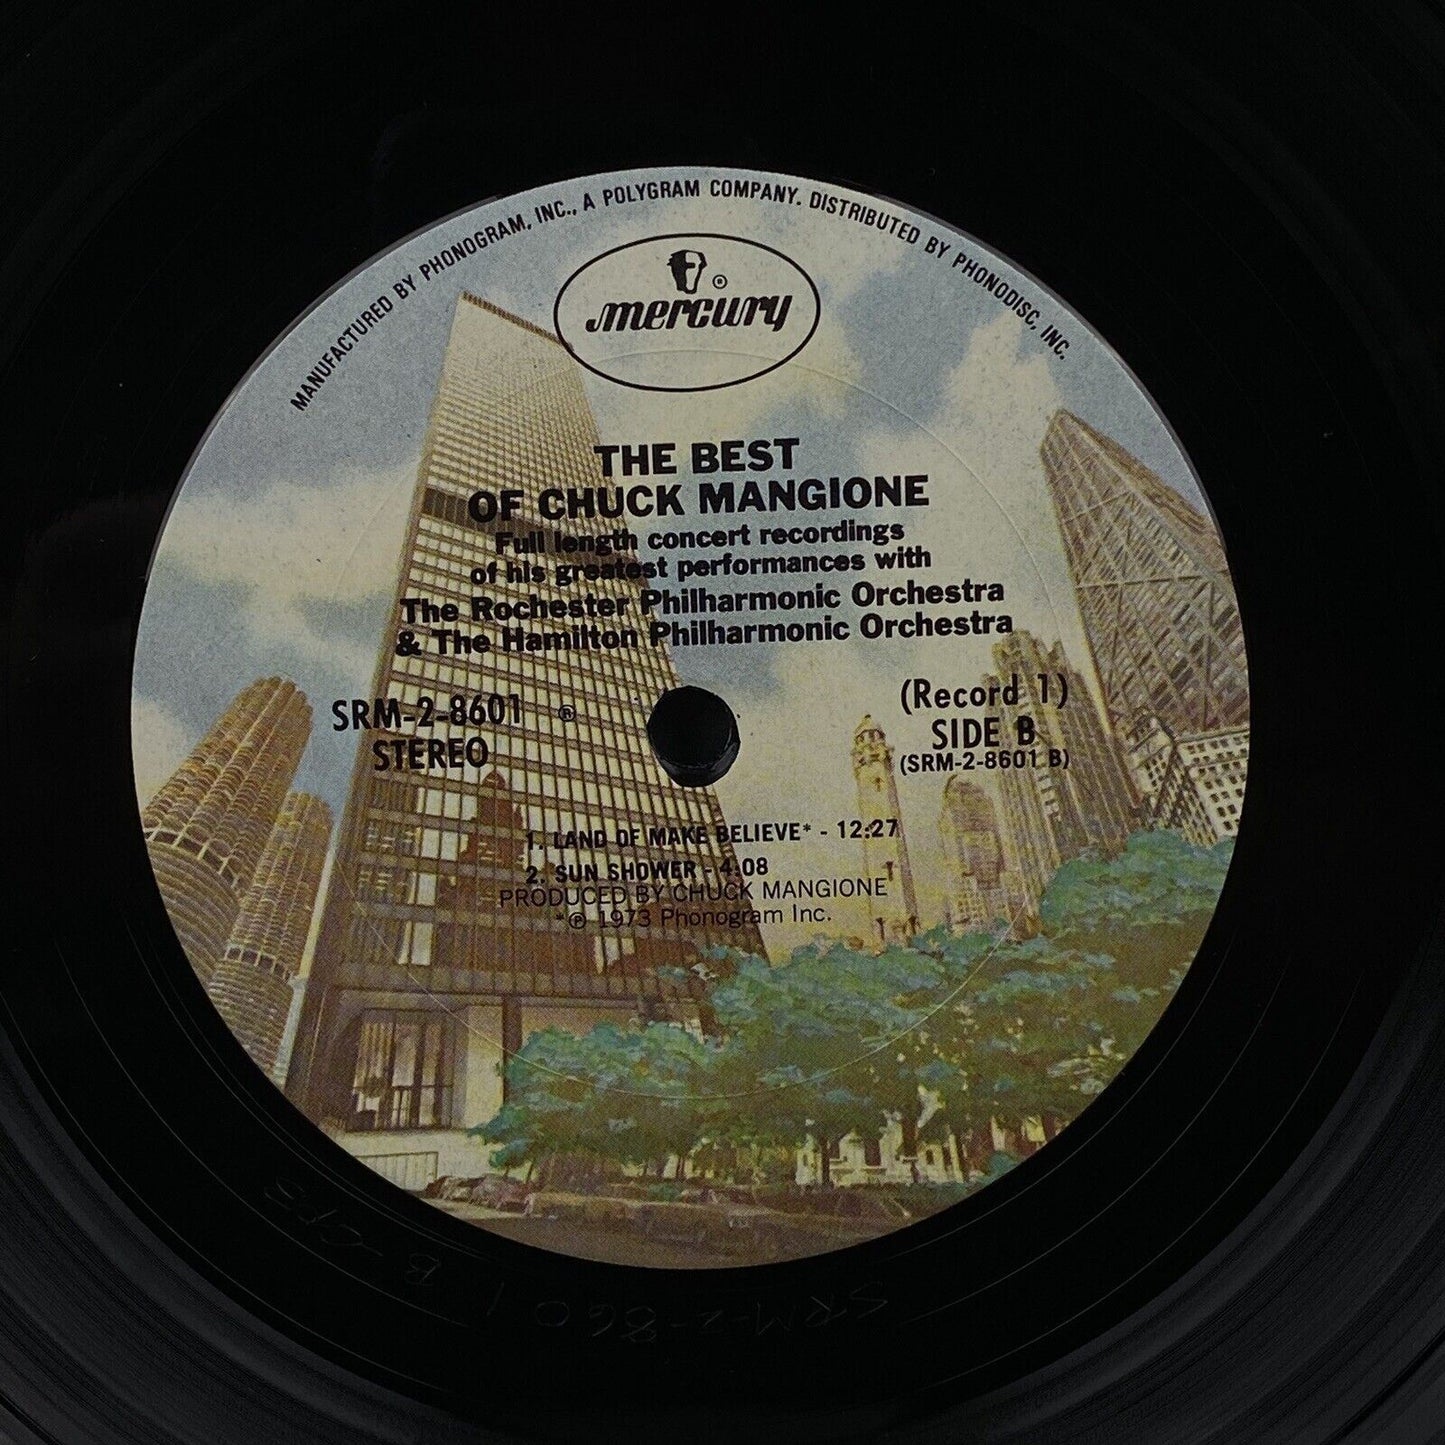 MANUFACTURED BY PHONOGRAM, INC., A POLYGRAM COMPANY. DISTRIBUTED BY PHONODISC, INC.
®
mercury
THE BEST
OF CHUCK MANGIONE
Full length concert recordings
of his greatest performances with
The Rochester Philharmonic Orchestra
& The Hamilton Philharmonic Orchestra
SRM-2-8601 ®
STEREO
(Record 1)
SIDE B
(SRM-2-8601 B)
1. LAND OF MAKE BELIEVE* - 12:27
2. SUN SHOWER - 4:08
PRODUCED BY CHUCK MANGIONE
*℗ 1973 Phonogram Inc.
SRM-2-8601 B